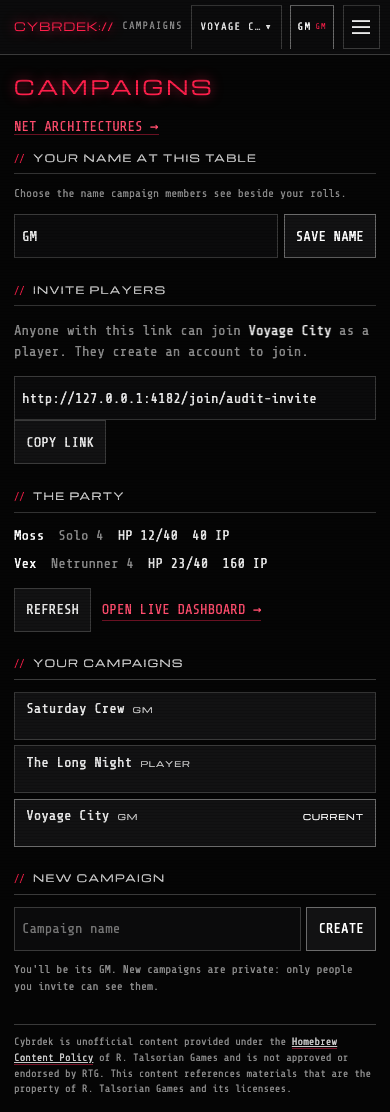 CYBRDEK:// CAMPAIGNS VOYAGE C… ▾ GM GM
CAMPAIGNS
NET ARCHITECTURES →
// YOUR NAME AT THIS TABLE
Choose the name campaign members see beside your rolls.
GM SAVE NAME
// INVITE PLAYERS
Anyone with this link can join Voyage City as a
player. They create an account to join.
http://127.0.0.1:4182/join/audit-invite
COPY LINK
// THE PARTY
Moss Solo 4 HP 12/40 40 IP
Vex Netrunner 4 HP 23/40 160 IP
REFRESH OPEN LIVE DASHBOARD →
// YOUR CAMPAIGNS
Saturday Crew GM
The Long Night PLAYER
Voyage City GM CURRENT
// NEW CAMPAIGN
Campaign name CREATE
You'll be its GM. New campaigns are private: only people
you invite can see them.
Cybrdek is unofficial content provided under the Homebrew
Content Policy of R. Talsorian Games and is not approved or
endorsed by RTG. This content references materials that are the
property of R. Talsorian Games and its licensees.